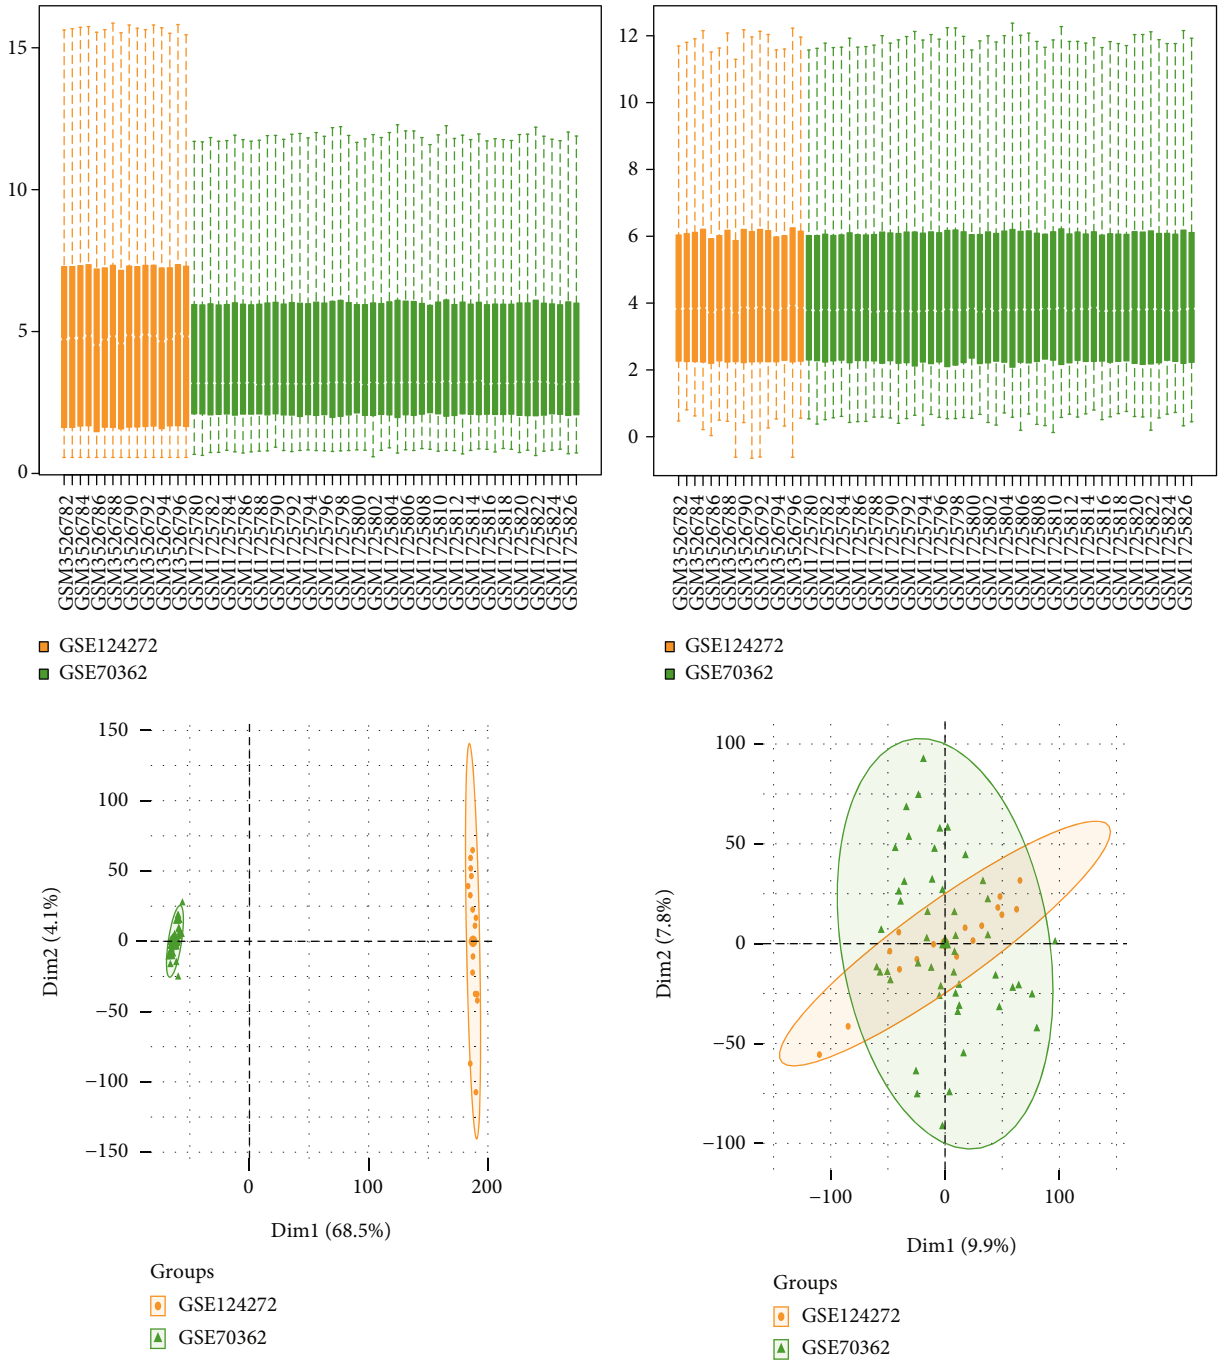 15
10
5
0
GSM3526782
GSM3526784
GSM3526786
GSM3526788
GSM3526790
GSM3526792
GSM3526794
GSM3526796
GSM1725780
GSM1725782
GSM1725784
GSM1725786
GSM1725788
GSM1725790
GSM1725792
GSM1725794
GSM1725796
GSM1725798
GSM1725800
GSM1725802
GSM1725804
GSM1725806
GSM1725808
GSM1725810
GSM1725812
GSM1725814
GSM1725816
GSM1725818
GSM1725820
GSM1725822
GSM1725824
GSM1725826
GSE124272
GSE70362
12
10
8
6
4
2
0
GSM3526782
GSM3526784
GSM3526786
GSM3526788
GSM3526790
GSM3526792
GSM3526794
GSM3526796
GSM1725780
GSM1725782
GSM1725784
GSM1725786
GSM1725788
GSM1725790
GSM1725792
GSM1725794
GSM1725796
GSM1725798
GSM1725800
GSM1725802
GSM1725804
GSM1725806
GSM1725808
GSM1725810
GSM1725812
GSM1725814
GSM1725816
GSM1725818
GSM1725820
GSM1725822
GSM1725824
GSM1725826
GSE124272
GSE70362
150
100
50
0
−50
−100
−150
Dim2 (4.1%)
0
100
200
Dim1 (68.5%)
Groups
GSE124272
GSE70362
100
50
0
−50
−100
Dim2 (7.8%)
−100
0
100
Dim1 (9.9%)
Groups
GSE124272
GSE70362